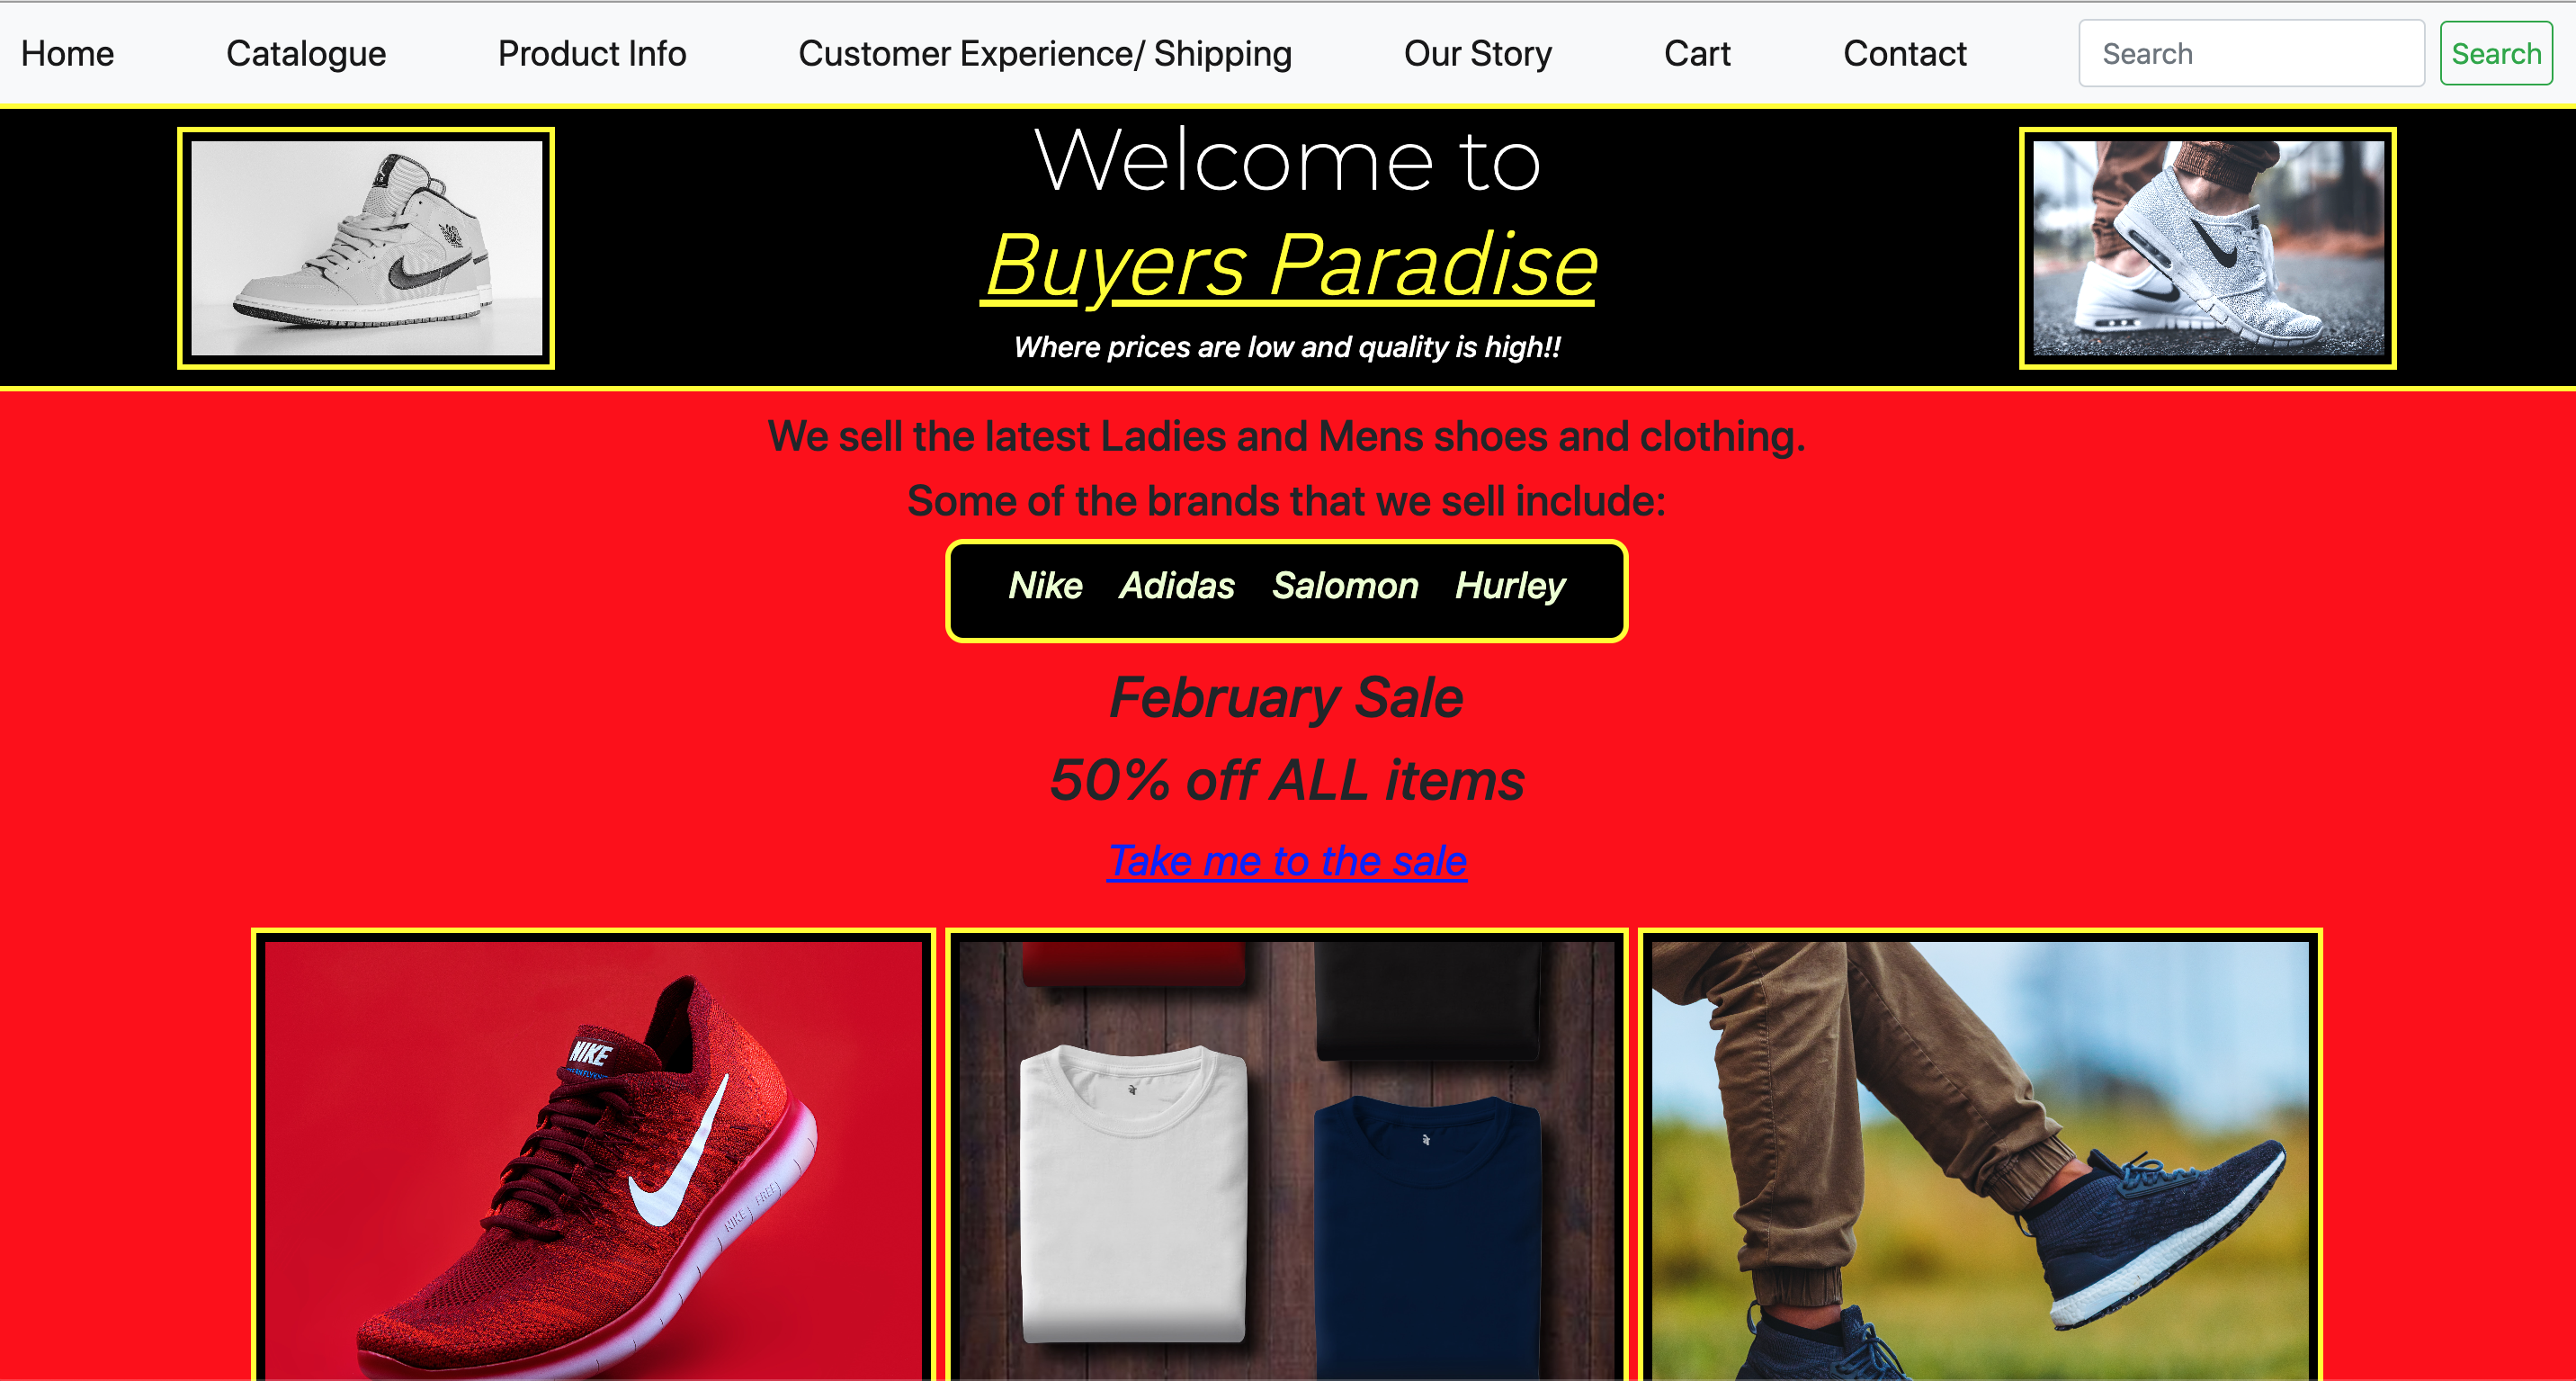 Home Catalogue Product Info Customer Experience/ Shipping Our Story Cart Contact Search Search
Welcome to
Buyers Paradise
Where prices are low and quality is high!!
We sell the latest Ladies and Mens shoes and clothing.
Some of the brands that we sell include:
Nike Adidas Salomon Hurley
February Sale
50% off ALL items
Take me to the sale
NIKE
NIKE FREE